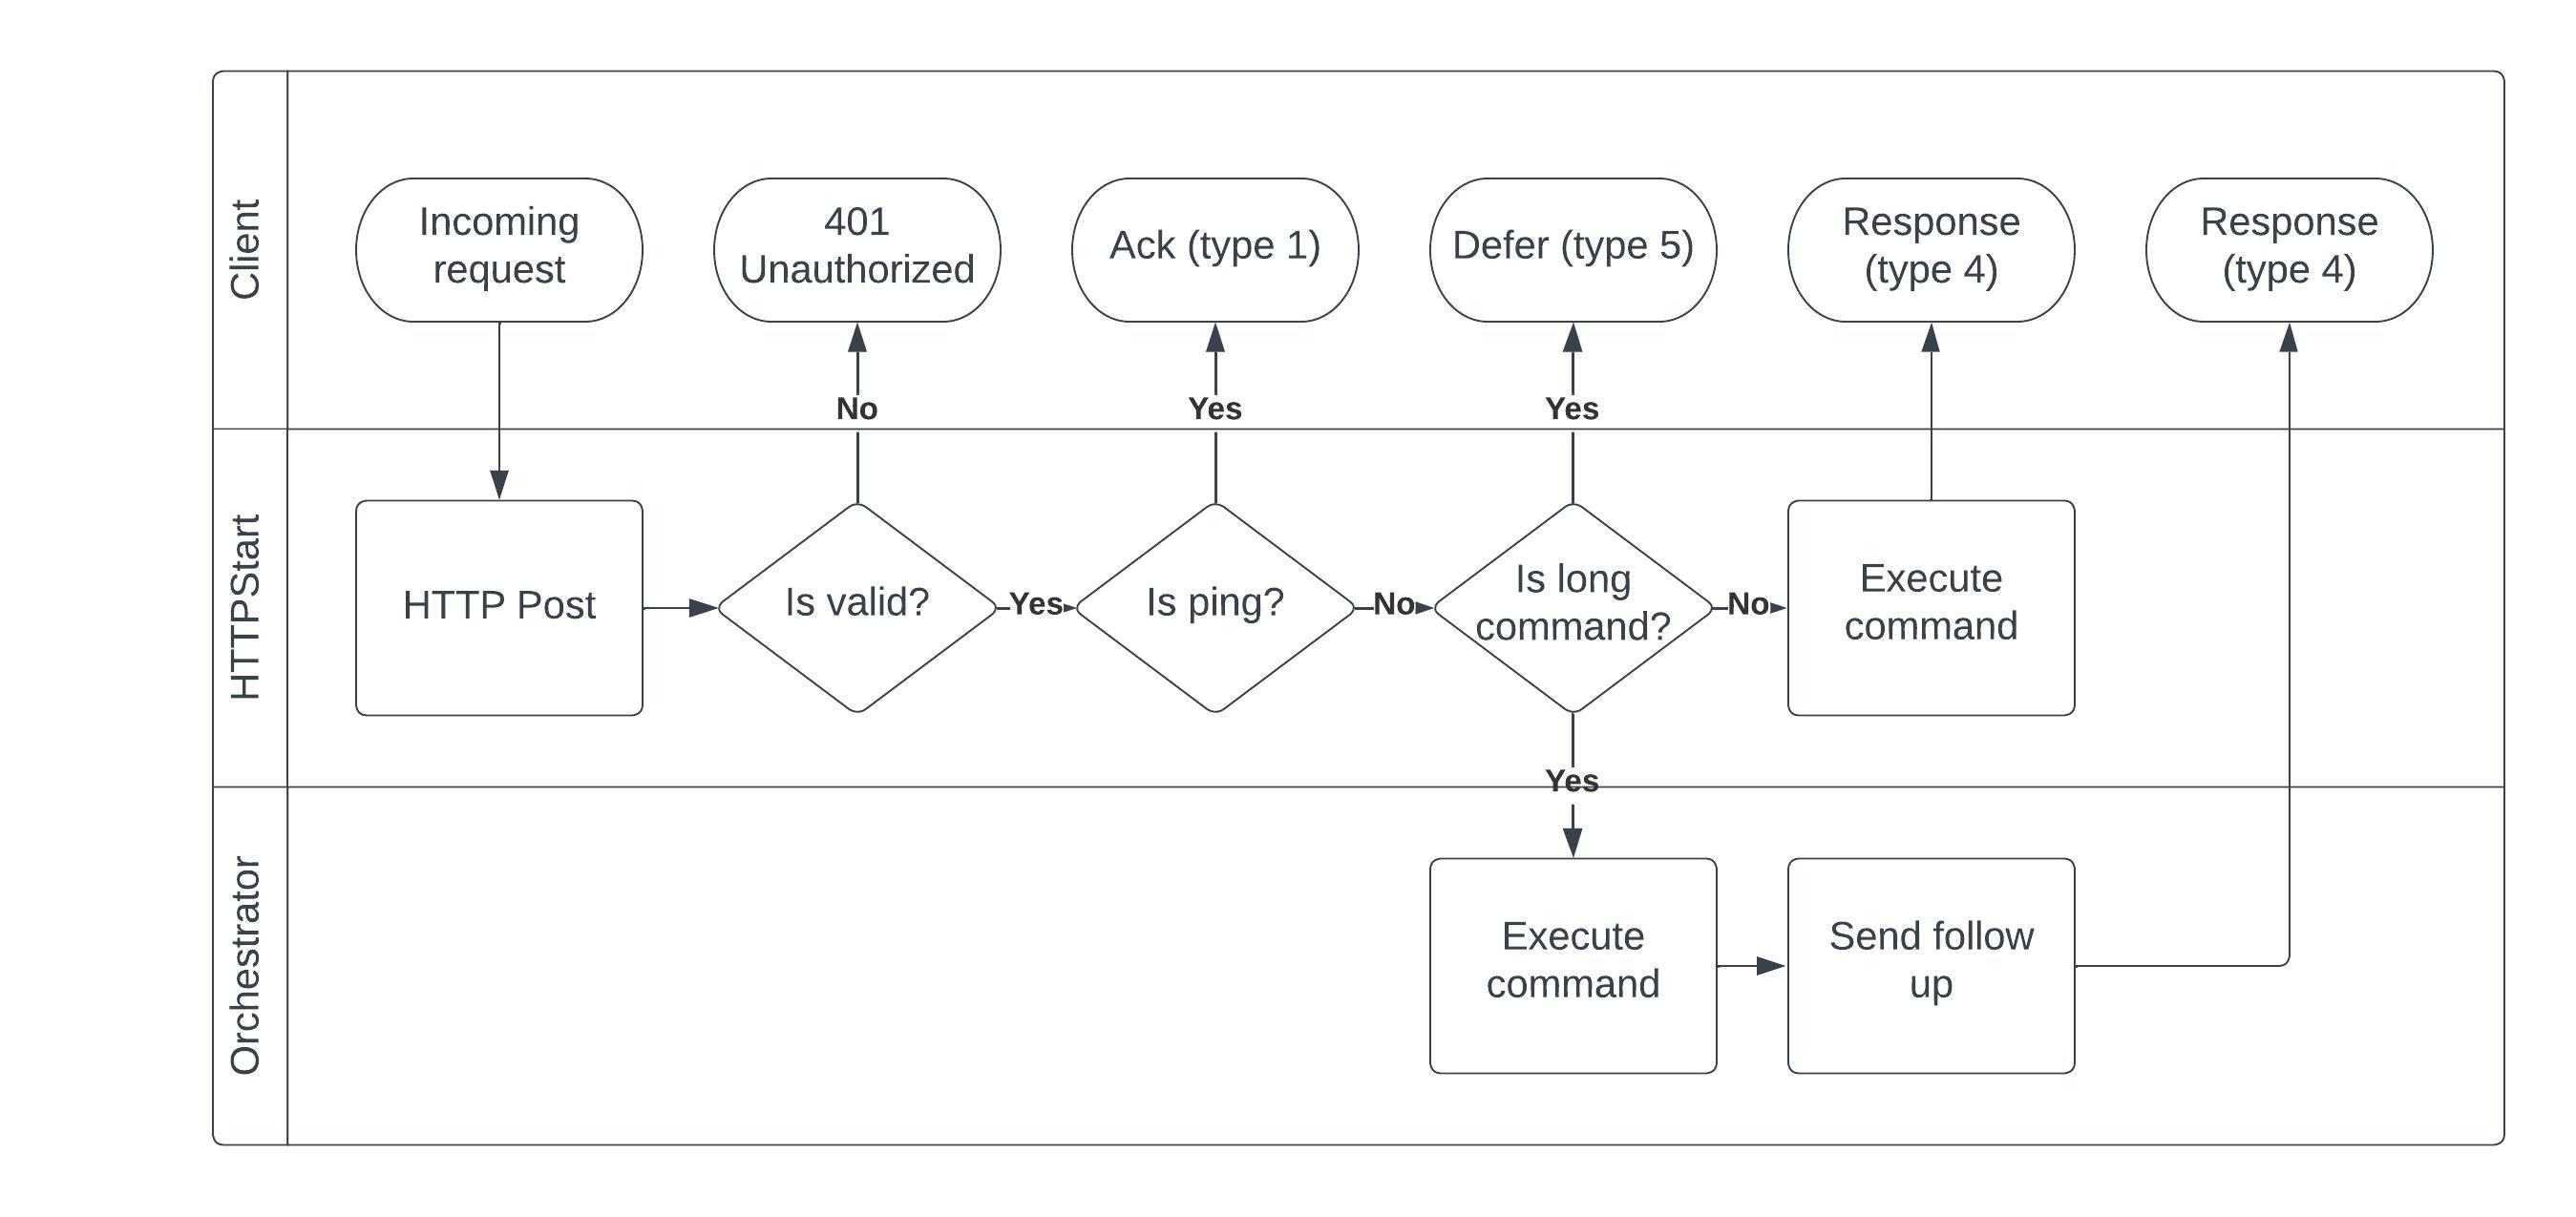 Client
Incoming
request
401
Unauthorized
Ack (type 1)
Defer (type 5)
Response
(type 4)
Response
(type 4)
No
Yes
Yes
HTTPStart
HTTP Post
Is valid?
Yes
Is ping?
No
Is long
command?
No
Execute
command
Yes
Orchestrator
Execute
command
Send follow
up